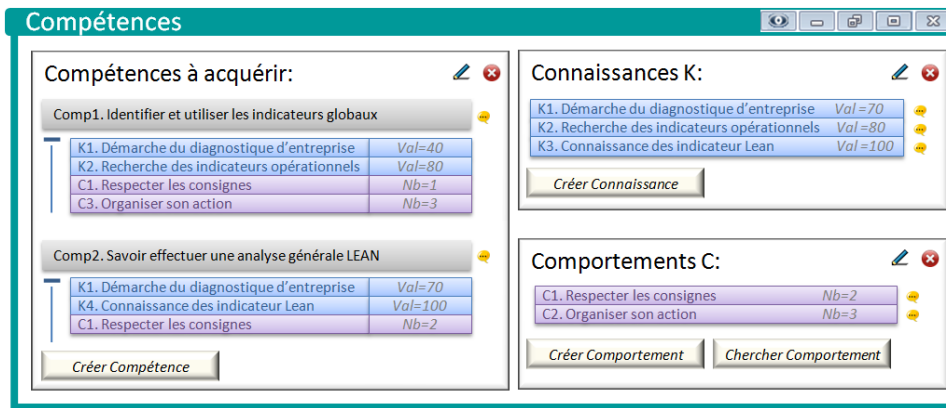 Compétences
Compétences à acquérir:
Comp1. Identifier et utiliser les indicateurs globaux
K1. Démarche du diagnostique d'entreprise Val=40
K2. Recherche des indicateurs opérationnels Val=80
C1. Respecter les consignes Nb=1
C3. Organiser son action Nb=3
Comp2. Savoir effectuer une analyse générale LEAN
K1. Démarche du diagnostique d'entreprise Val=70
K4. Connaissance des indicateur Lean Val=100
C1. Respecter les consignes Nb=2
Créer Compétence
Connaissances K:
K1. Démarche du diagnostique d'entreprise Val =70
K2. Recherche des indicateurs opérationnels Val =80
K3. Connaissance des indicateur Lean Val =100
Créer Connaissance
Comportements C:
C1. Respecter les consignes Nb=2
C2. Organiser son action Nb=3
Créer Comportement Chercher Comportement